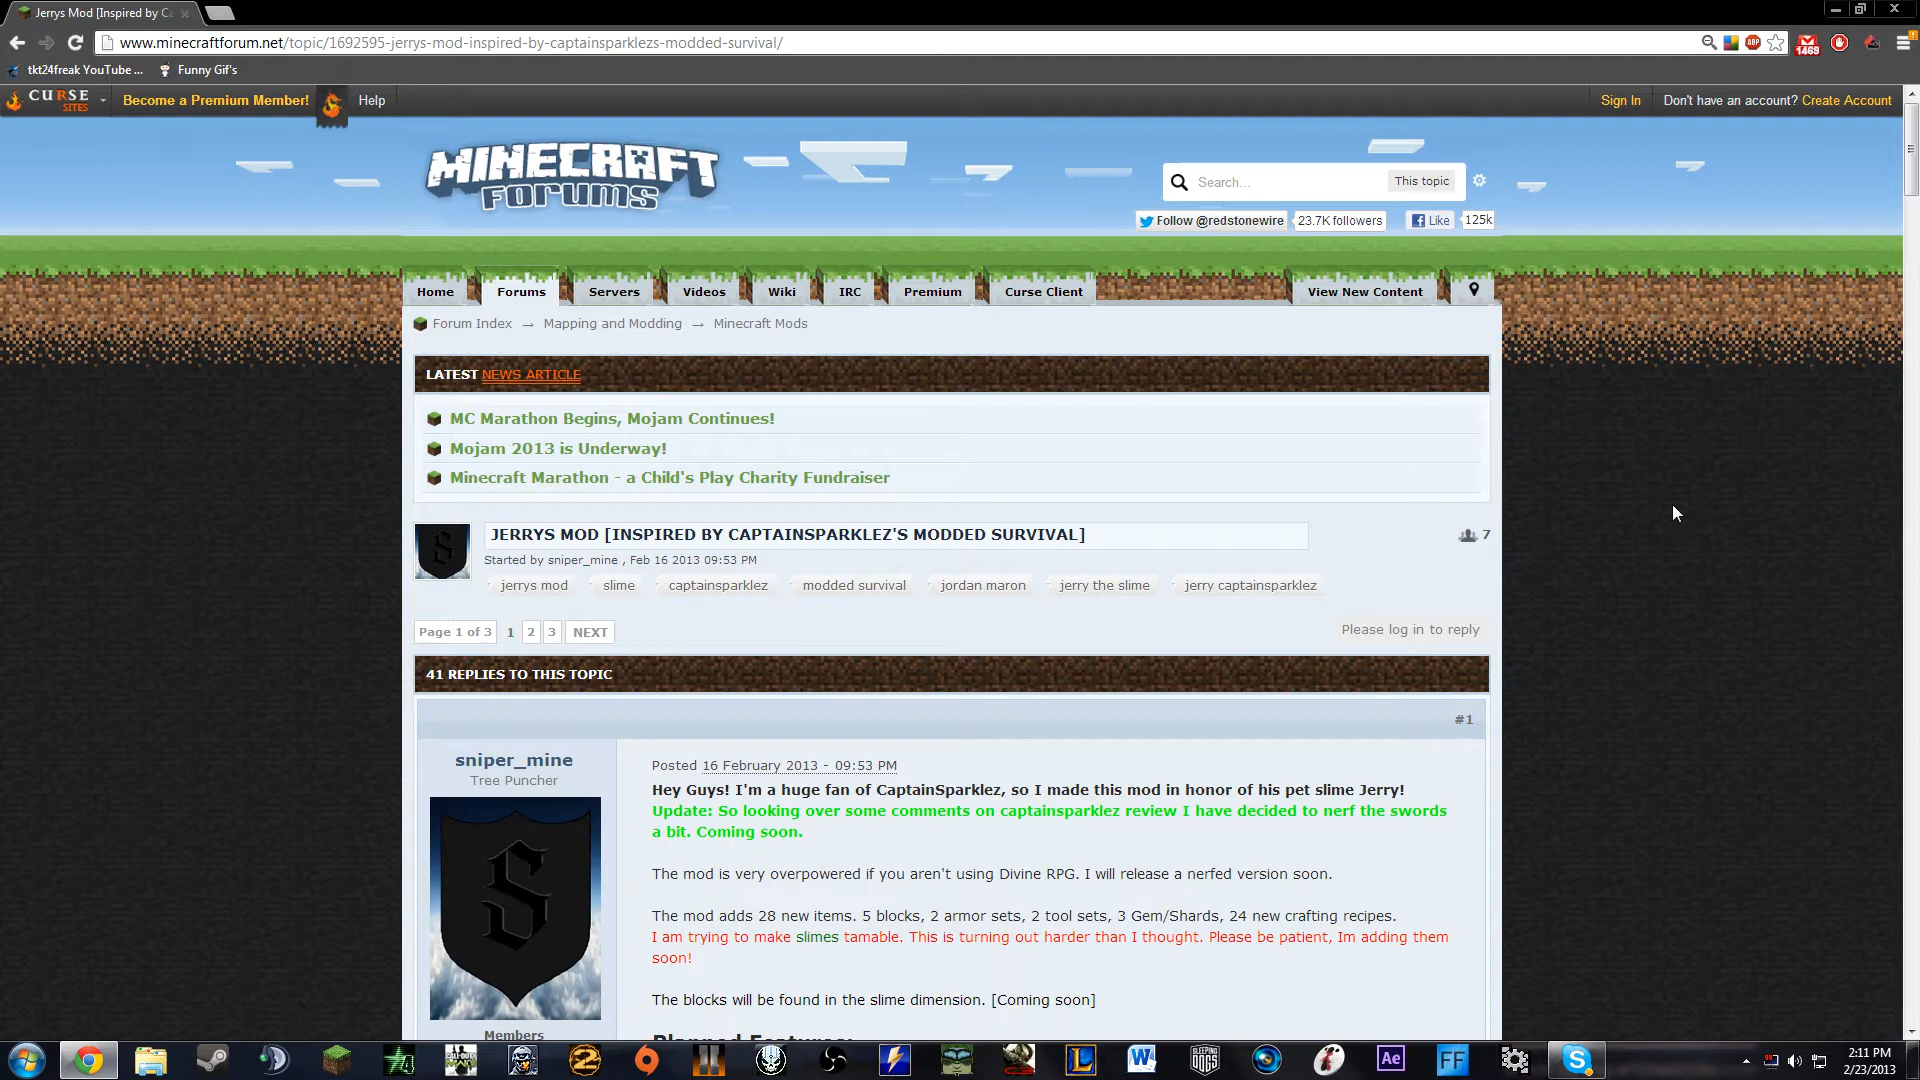 Jerrys Mod [Inspired by Ca
www.minecraftforum.net/topic/1692595-jerrys-mod-inspired-by-captainsparklezs-modded-survival/
ABP
1469
tkt24freak YouTube ...
Funny Gif's
CURSE
SITES
Become a Premium Member!
Help
Sign In
Don't have an account? Create Account
MINECRAFT
FORUMS
Search...
This topic
Follow @redstonewire
23.7K followers
Like
125k
Home
Forums
Servers
Videos
Wiki
IRC
Premium
Curse Client
View New Content
Forum Index → Mapping and Modding → Minecraft Mods
LATEST NEWS ARTICLE
MC Marathon Begins, Mojam Continues!
Mojam 2013 is Underway!
Minecraft Marathon - a Child's Play Charity Fundraiser
JERRYS MOD [INSPIRED BY CAPTAINSPARKLEZ'S MODDED SURVIVAL]
7
Started by sniper_mine , Feb 16 2013 09:53 PM
jerrys mod
slime
captainsparklez
modded survival
jordan maron
jerry the slime
jerry captainsparklez
Page 1 of 3
1
2
3
NEXT
Please log in to reply
41 REPLIES TO THIS TOPIC
#1
sniper_mine
Tree Puncher
S
Members
Posted 16 February 2013 - 09:53 PM
Hey Guys! I'm a huge fan of CaptainSparklez, so I made this mod in honor of his pet slime Jerry!
Update: So looking over some comments on captainsparklez review I have decided to nerf the swords
a bit. Coming soon.
The mod is very overpowered if you aren't using Divine RPG. I will release a nerfed version soon.
The mod adds 28 new items. 5 blocks, 2 armor sets, 2 tool sets, 3 Gem/Shards, 24 new crafting recipes.
I am trying to make slimes tamable. This is turning out harder than I thought. Please be patient, Im adding them
soon!
The blocks will be found in the slime dimension. [Coming soon]
Planned Features:
2
II
L
W
SLEEPING
DOGS
Ae
FF
S
2:11 PM
2/23/2013